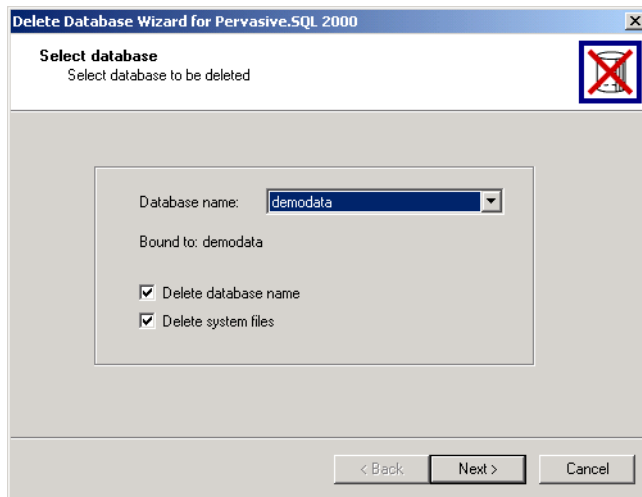 Delete Database Wizard for Pervasive.SQL 2000
Select database
Select database to be deleted
Database name: demodata
Bound to: demodata
Delete database name
Delete system files
< Back Next > Cancel